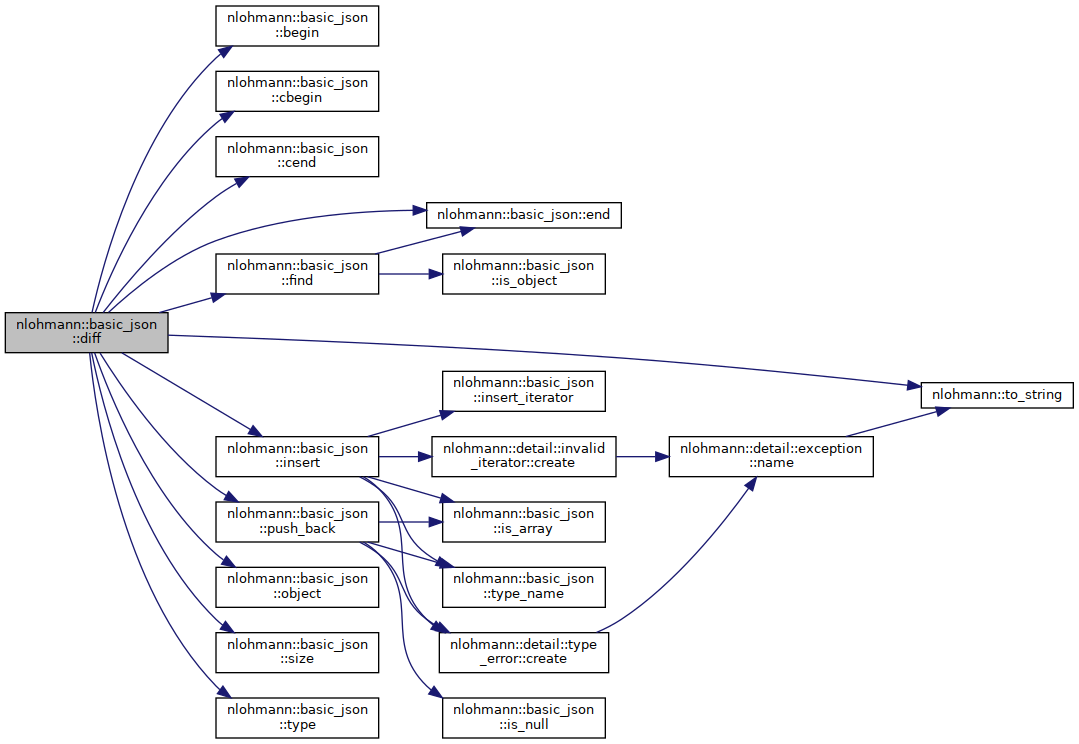 nlohmann::basic_json
::begin
nlohmann::basic_json
::cbegin
nlohmann::basic_json
::cend
nlohmann::basic_json::end
nlohmann::basic_json
::find
nlohmann::basic_json
::is_object
nlohmann::basic_json
::diff
nlohmann::basic_json
::insert_iterator
nlohmann::to_string
nlohmann::basic_json
::insert
nlohmann::detail::invalid
_iterator::create
nlohmann::detail::exception
::name
nlohmann::basic_json
::push_back
nlohmann::basic_json
::is_array
nlohmann::basic_json
::object
nlohmann::basic_json
::type_name
nlohmann::basic_json
::size
nlohmann::detail::type
_error::create
nlohmann::basic_json
::type
nlohmann::basic_json
::is_null